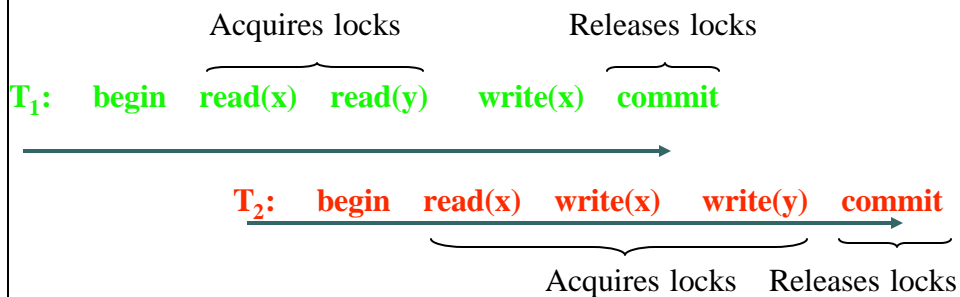 Acquires locks Releases locks
T1: begin read(x) read(y) write(x) commit
T2: begin read(x) write(x) write(y) commit
Acquires locks Releases locks